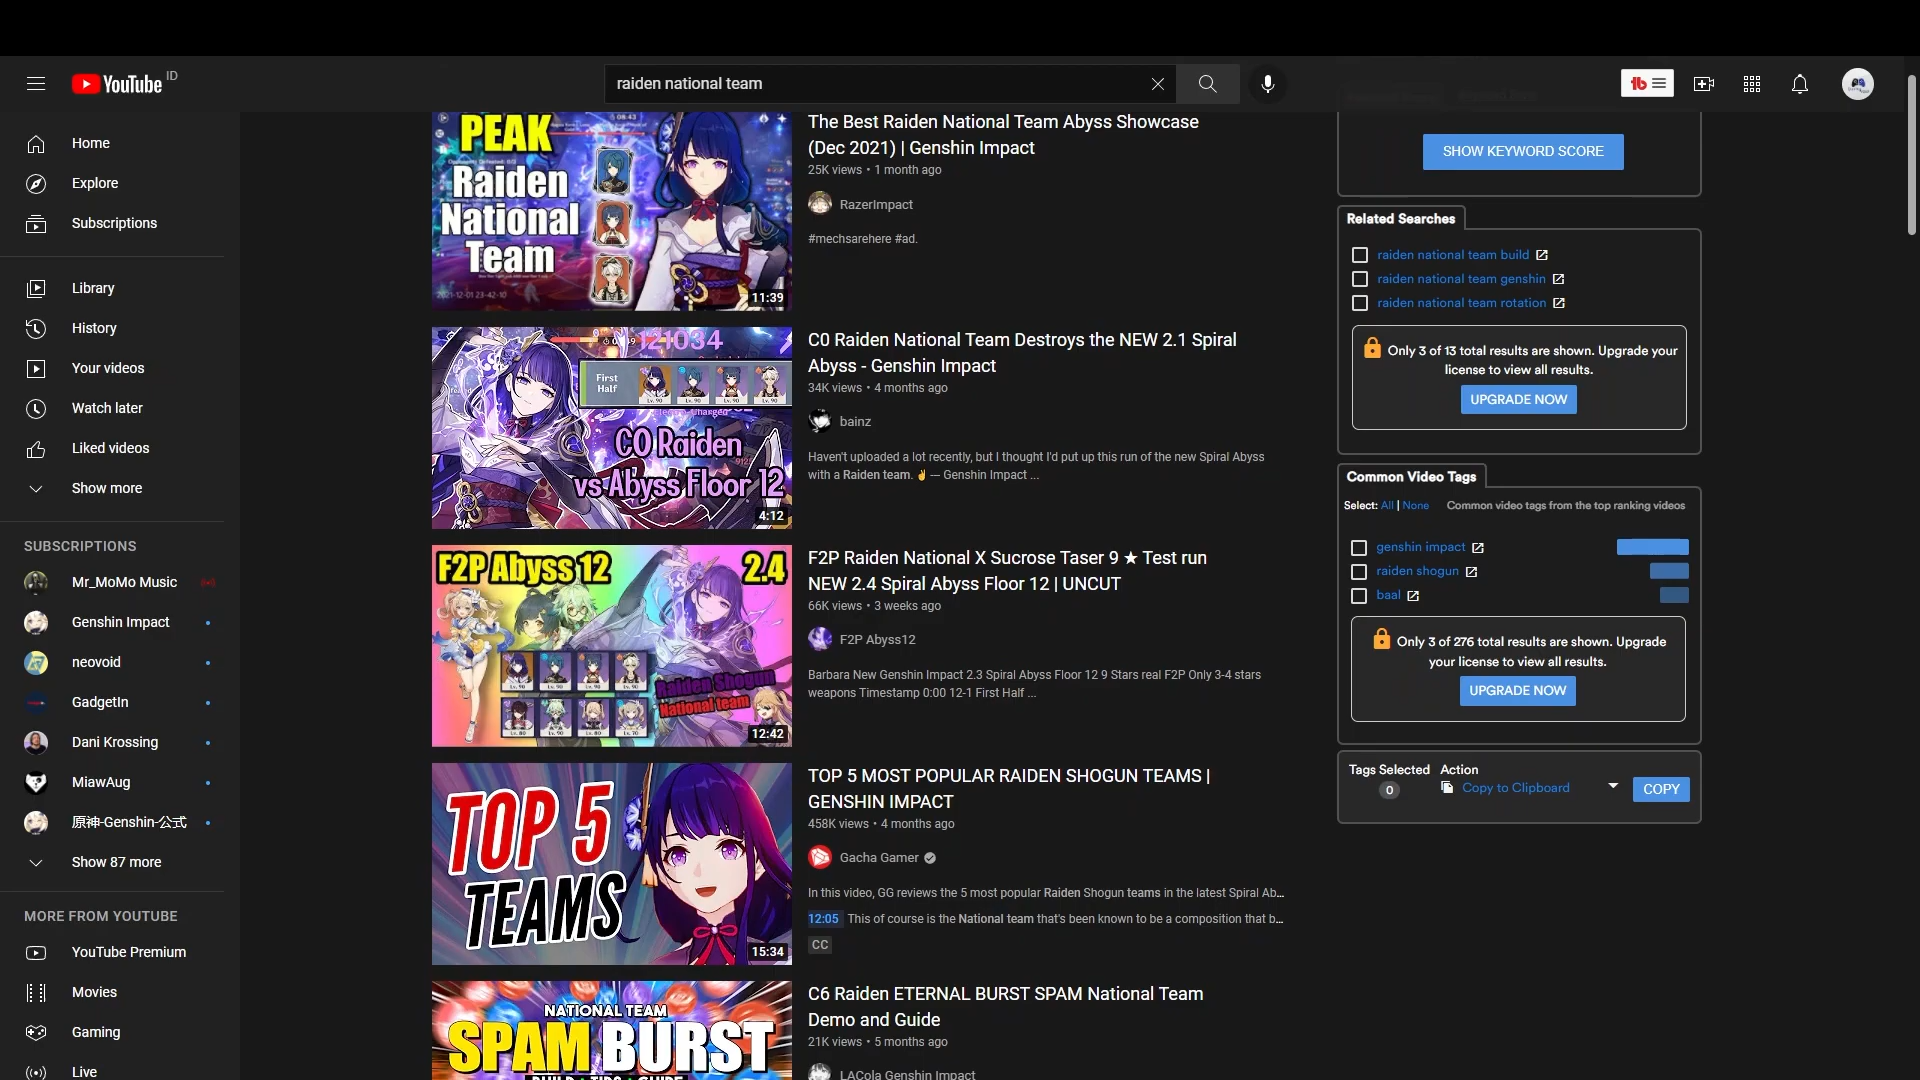 YouTube ID
raiden national team
Home
Explore
Subscriptions
Library
History
Your videos
Watch later
Liked videos
Show more
SUBSCRIPTIONS
Mr_MoMo Music
Genshin Impact
neovoid
GadgetIn
Dani Krossing
MiawAug
原神-Genshin-公式
Show 87 more
MORE FROM YOUTUBE
YouTube Premium
Movies
Gaming
Live
PEAK
Raiden
National
Team
11:39
The Best Raiden National Team Abyss Showcase
(Dec 2021) | Genshin Impact
25K views • 1 month ago
RazerImpact
#mechsarehere #ad.
First
Half
C0 Raiden
vs Abyss Floor 12
4:12
C0 Raiden National Team Destroys the NEW 2.1 Spiral
Abyss - Genshin Impact
34K views • 4 months ago
bainz
Haven't uploaded a lot recently, but I thought I'd put up this run of the new Spiral Abyss
with a Raiden team. ✌ --- Genshin Impact ...
F2P Abyss 12
2.4
Raiden Shogun
National team
12:42
F2P Raiden National X Sucrose Taser 9 ★ Test run
NEW 2.4 Spiral Abyss Floor 12 | UNCUT
66K views • 3 weeks ago
F2P Abyss12
Barbara New Genshin Impact 2.3 Spiral Abyss Floor 12 9 Stars real F2P Only 3-4 stars
weapons Timestamp 0:00 12-1 First Half ...
TOP 5
TEAMS
15:34
TOP 5 MOST POPULAR RAIDEN SHOGUN TEAMS |
GENSHIN IMPACT
458K views • 4 months ago
Gacha Gamer
In this video, GG reviews the 5 most popular Raiden Shogun teams in the latest Spiral Ab...
12:05 This of course is the National team that's been known to be a composition that b...
CC
NATIONAL TEAM
SPAM BURST
C6 Raiden ETERNAL BURST SPAM National Team
Demo and Guide
21K views • 5 months ago
LACola Genshin Impact
SHOW KEYWORD SCORE
Related Searches
raiden national team build
raiden national team genshin
raiden national team rotation
Only 3 of 13 total results are shown. Upgrade your
license to view all results.
UPGRADE NOW
Common Video Tags
Select: All | None Common video tags from the top ranking videos
genshin impact
raiden shogun
baal
Only 3 of 276 total results are shown. Upgrade
your license to view all results.
UPGRADE NOW
Tags Selected Action
0 Copy to Clipboard COPY